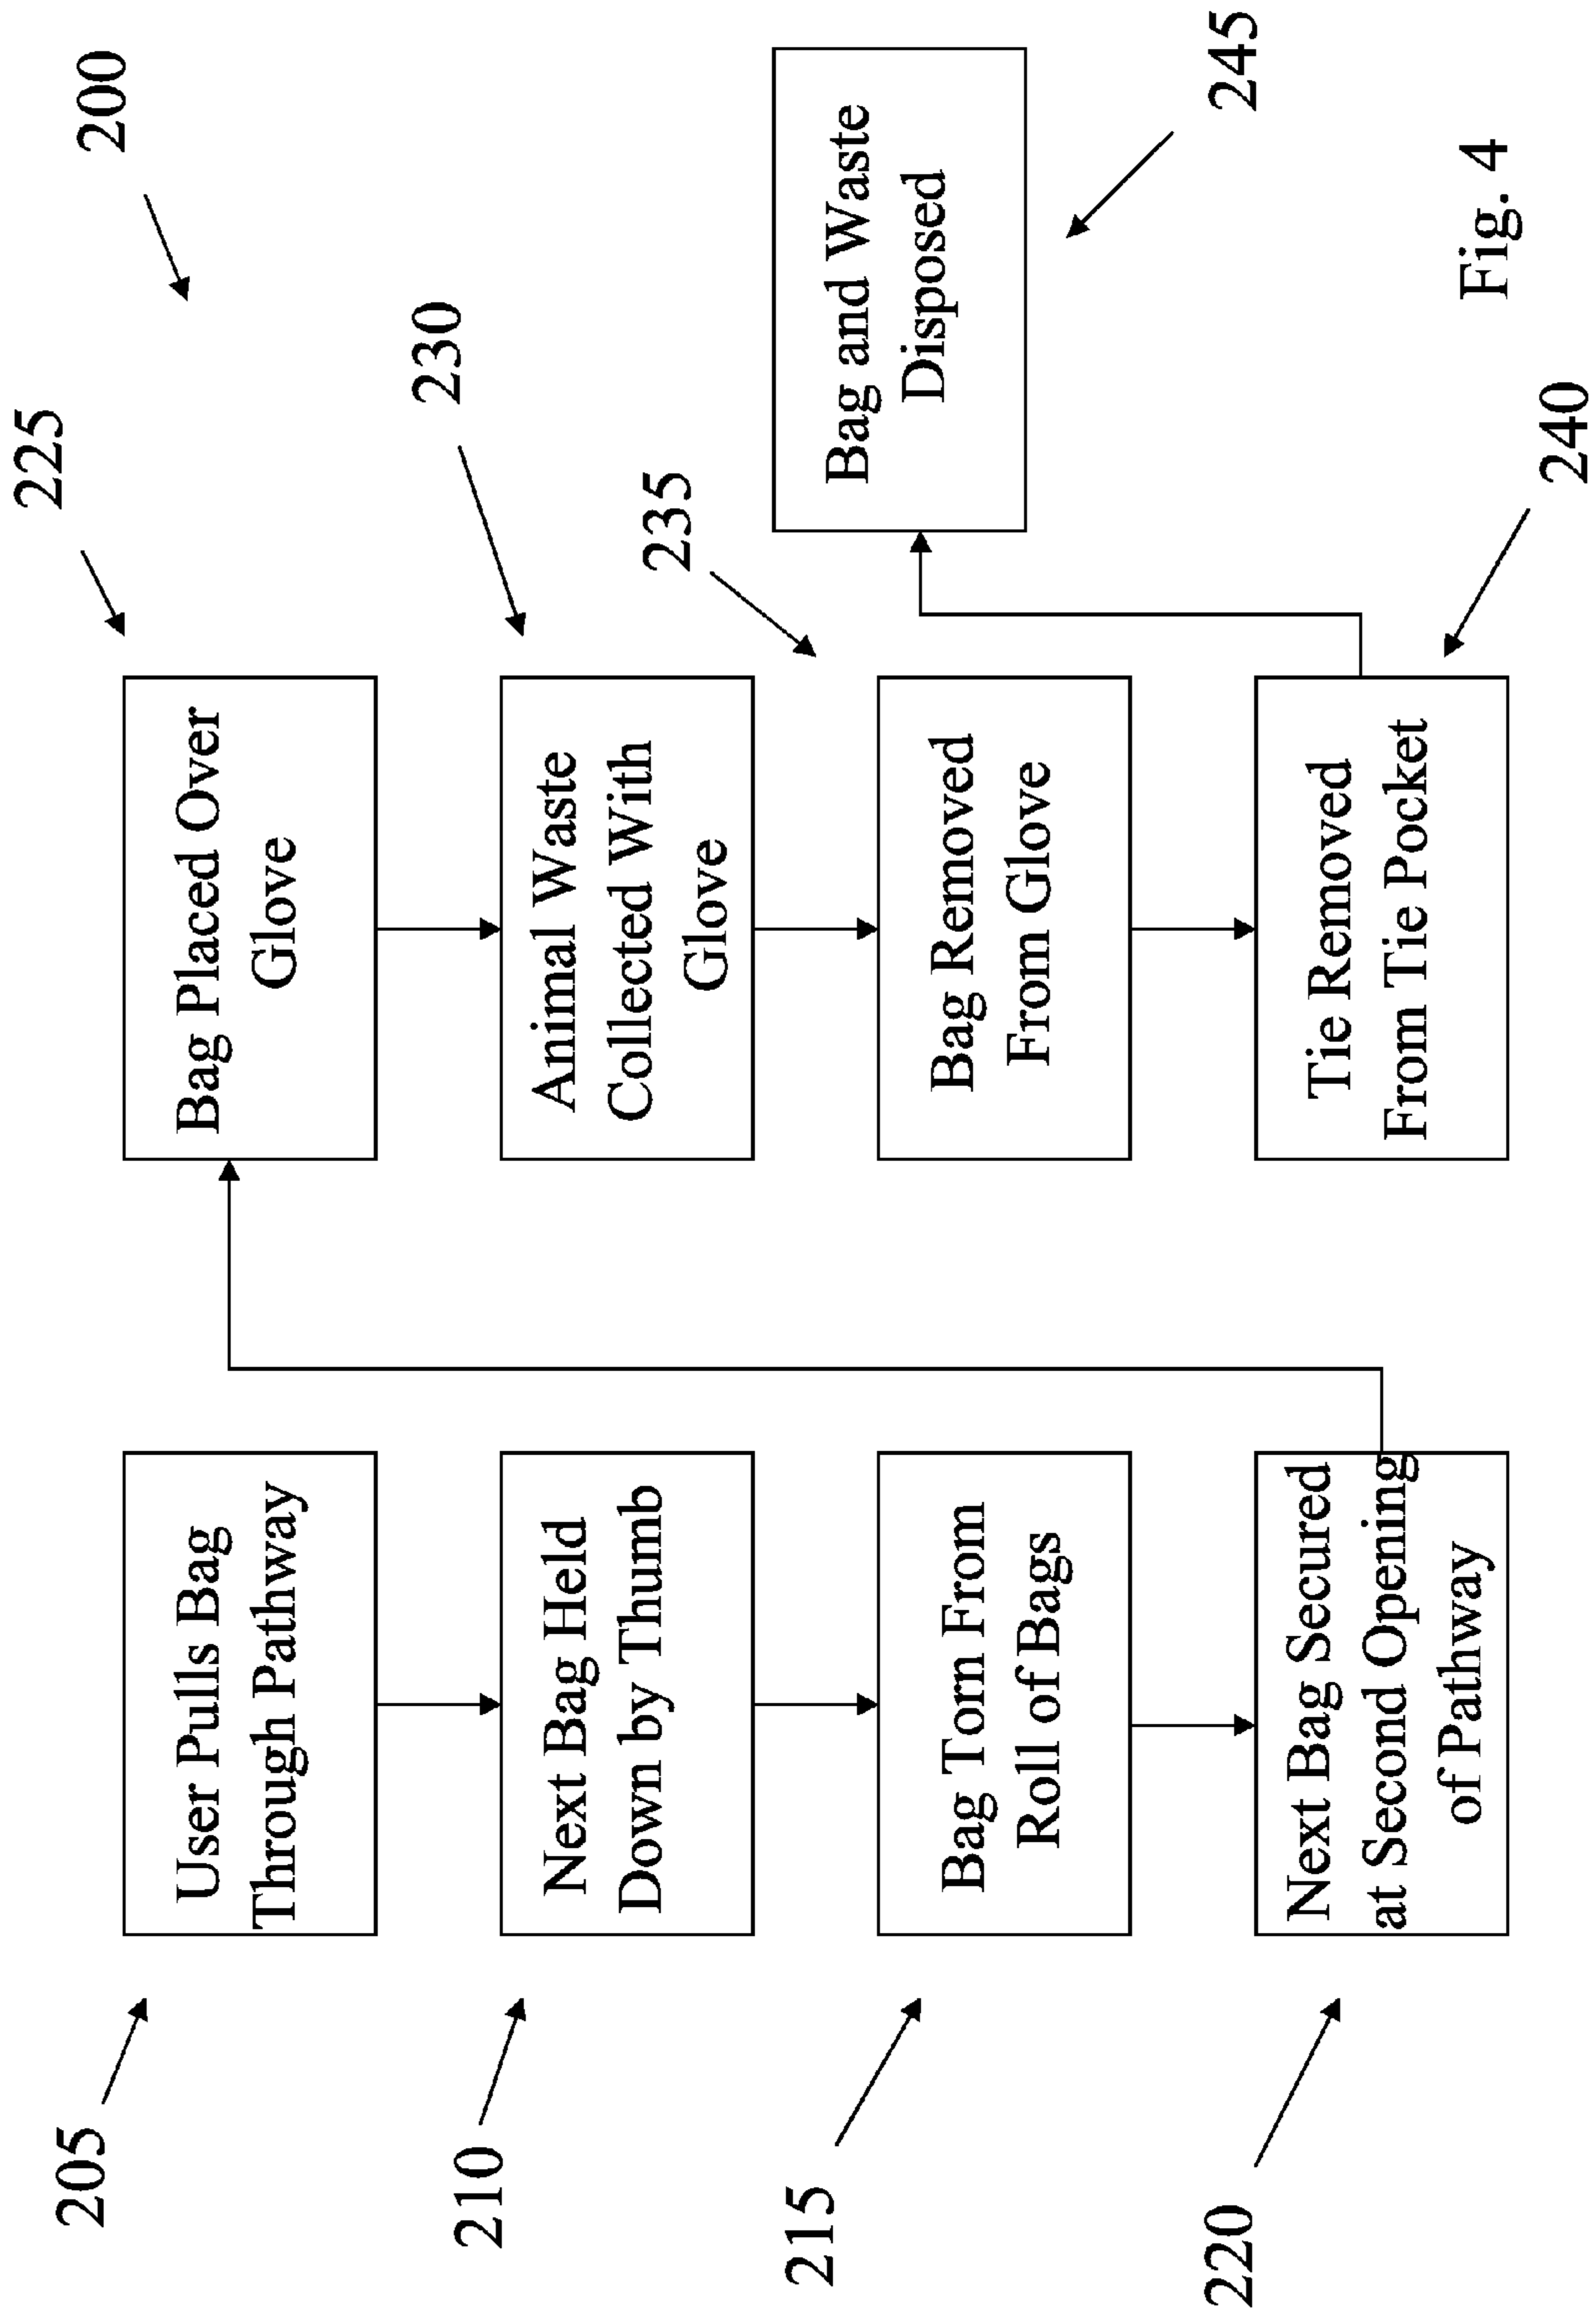 200
205
User Pulls Bag
Through Pathway
210
Next Bag Held
Down by Thumb
215
Bag Torn From
Roll of Bags
220
Next Bag Secured
at Second Opening
of Pathway
225
Bag Placed Over
Glove
230
Animal Waste
Collected With
Glove
235
Bag Removed
From Glove
240
Tie Removed
From Tie Pocket
245
Bag and Waste
Disposed
Fig. 4